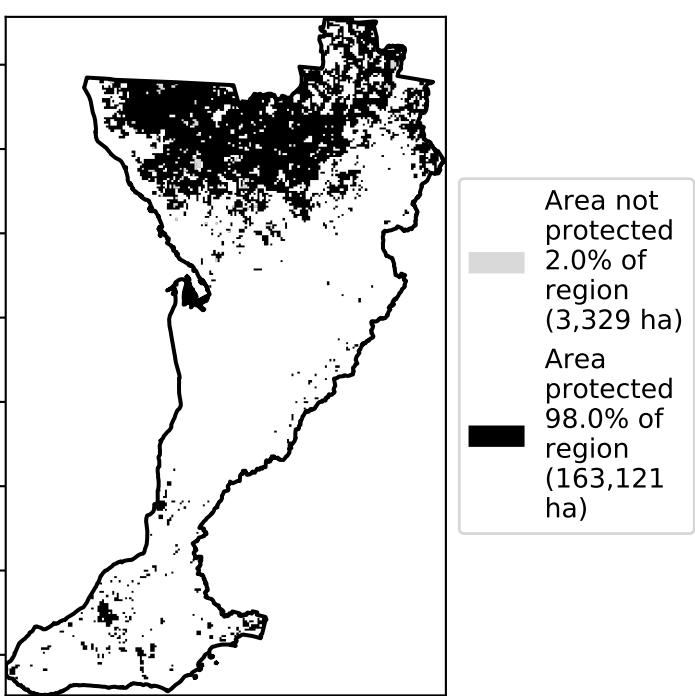 Area not
protected
2.0% of
region
(3,329 ha)
Area
protected
98.0% of
region
(163,121
ha)